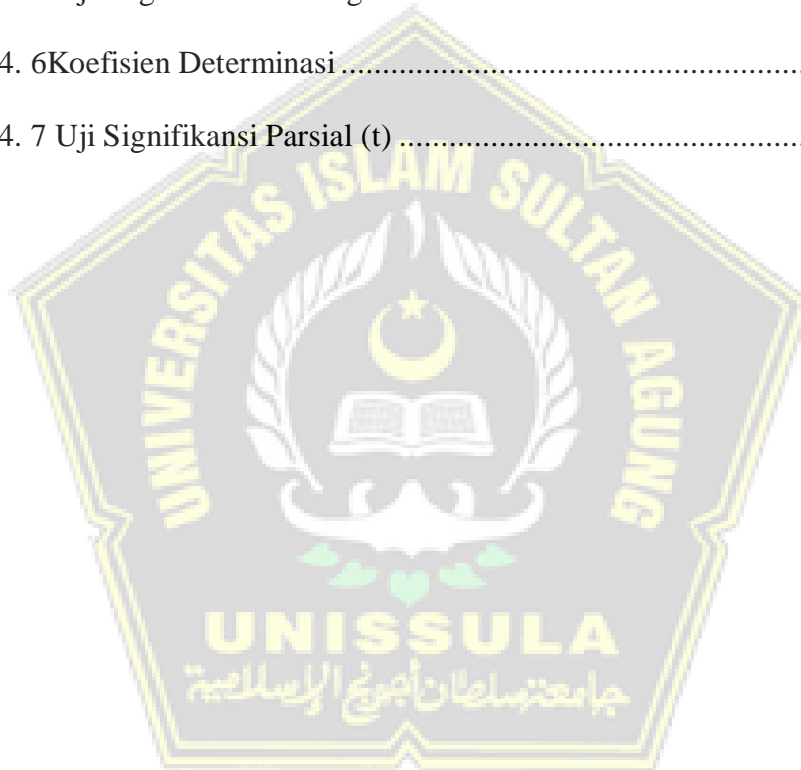 4. 6Koefisien Determinasi................................................................
4. 7 Uji Signifikansi Parsial (t)..........................................................
UNIVERSITAS ISLAM SULTAN AGUNG
UNISSULA
جامعة سلطان أجونج الإسلامية